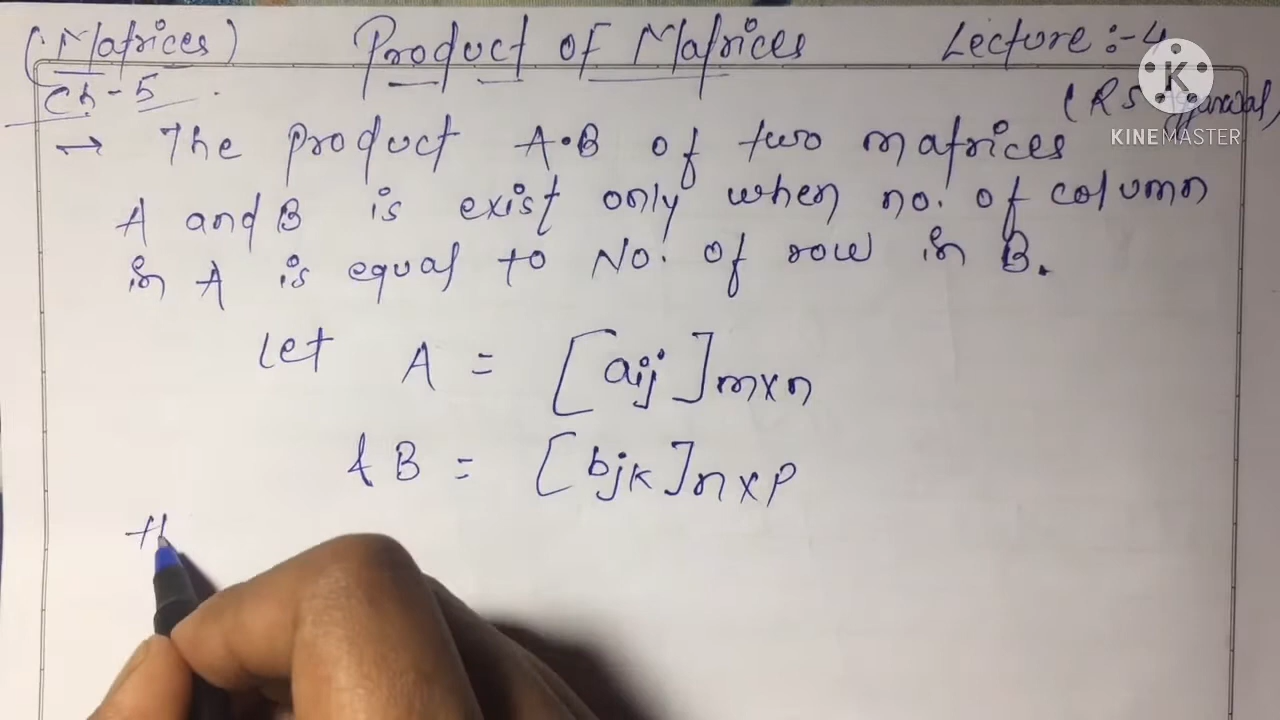 (Matrices) Product of Matrices Lecture :- 4
Ch - 5 (RS
K
KINEMASTER
→ The product A·B of two matrices
A and B is exist only when no. of column
in A is equal to No. of row in B.
Let A = [aij]m×n
& B = [bjk]n×p